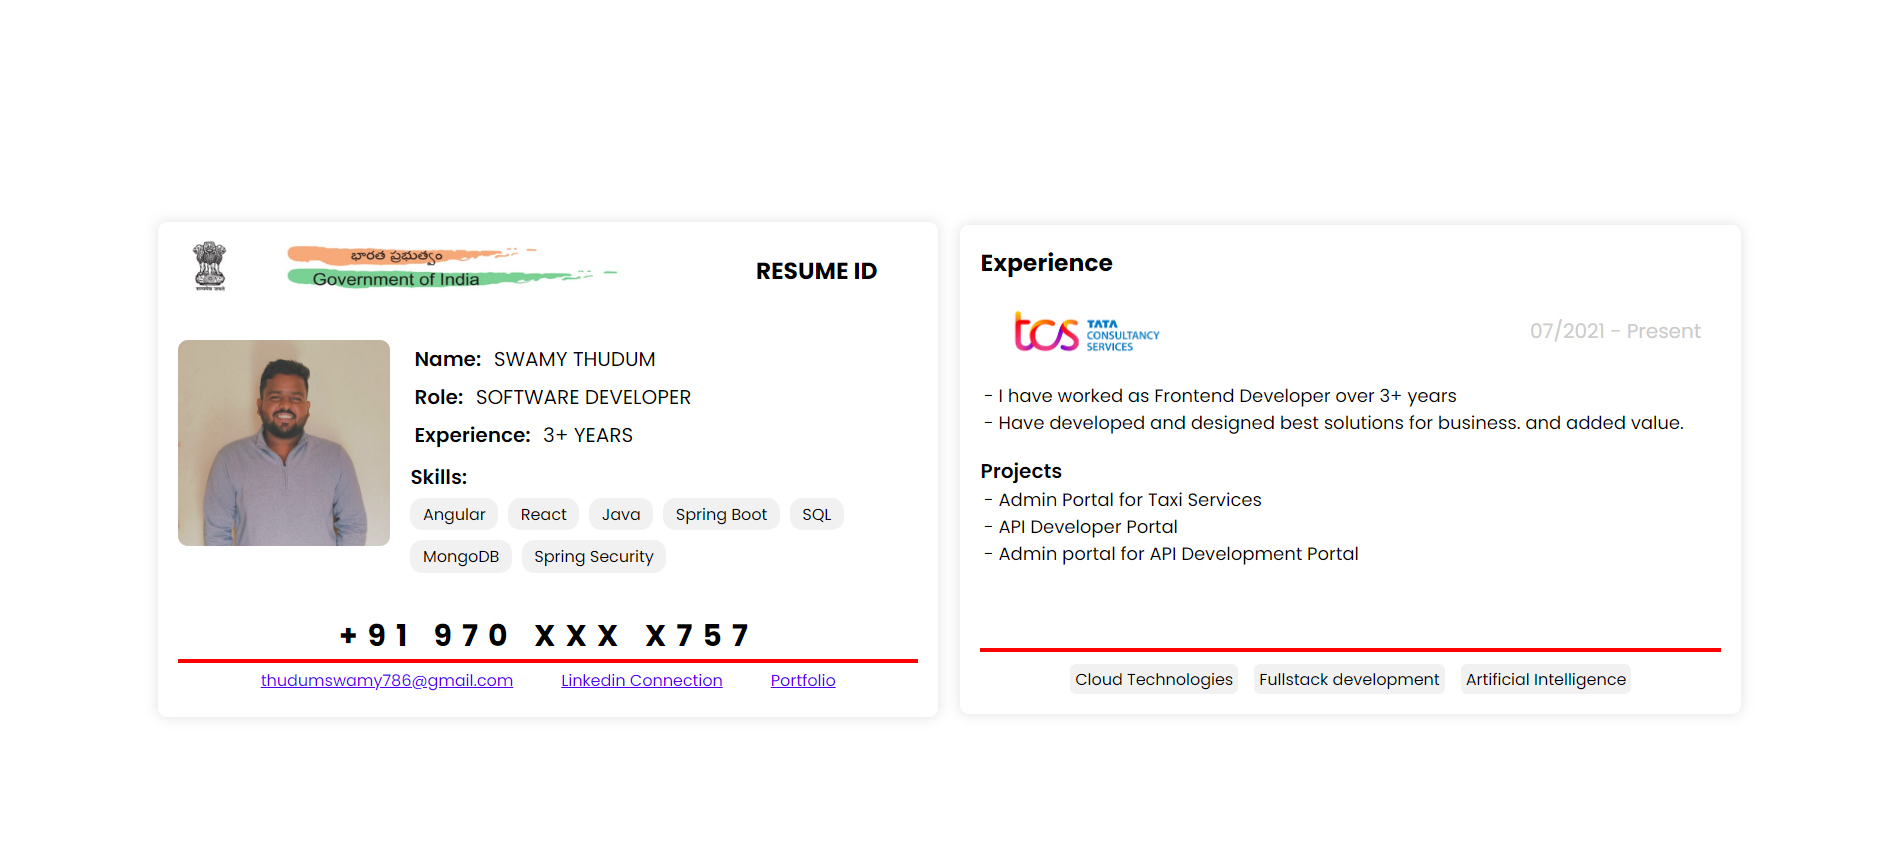 భారత ప్రభుత్వం
Government of India
सत्यमेव जयते
RESUME ID
Name: SWAMY THUDUM
Role: SOFTWARE DEVELOPER
Experience: 3+ YEARS
Skills:
Angular React Java Spring Boot SQL
MongoDB Spring Security
+91 970 XXX X757
thudumswamy786@gmail.com Linkedin Connection Portfolio
Experience
tcs TATA
CONSULTANCY
SERVICES
07/2021 - Present
- I have worked as Frontend Developer over 3+ years
- Have developed and designed best solutions for business. and added value.
Projects
- Admin Portal for Taxi Services
- API Developer Portal
- Admin portal for API Development Portal
Cloud Technologies Fullstack development Artificial Intelligence